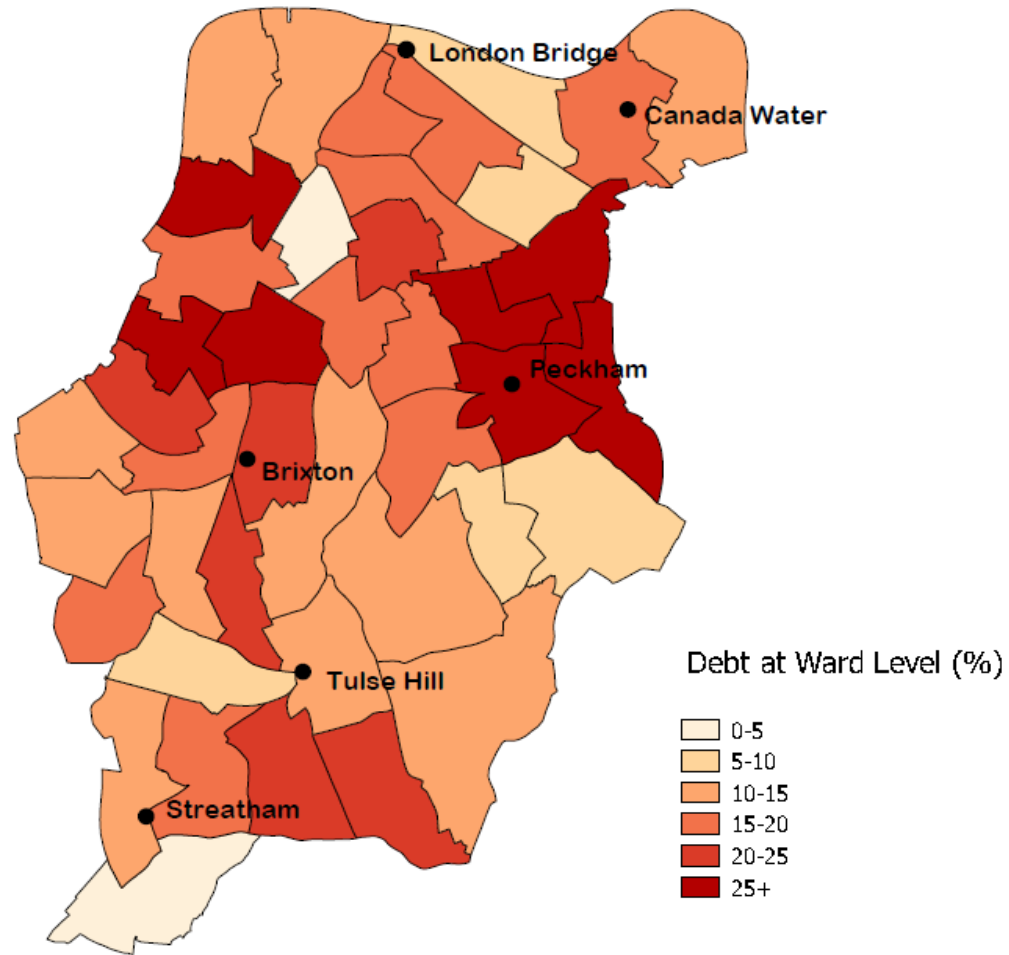 London Bridge
Canada Water
Peckham
Brixton
Tulse Hill
Streatham
Debt at Ward Level (%)
0-5
5-10
10-15
15-20
20-25
25+